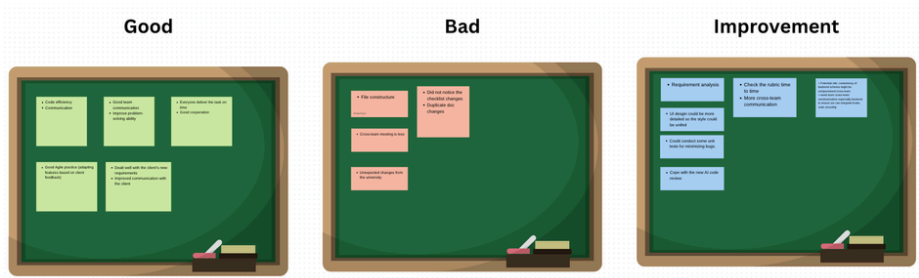 Good
Bad
Improvement
Code efficiency
Communication
Good team
communication
Improve problem
solving ability
Everyone deliver the task on
time
Good cooperation
Good Agile practice (adapting
features based on client
feedback)
Dealt well with the client's new
requirements
Improved communication with
the client
File constructure
Cross-team meeting is less
Unexpected changes from
the university
Did not notice the
checklist changes
Duplicate doc
changes
Requirement analysis
UI design could be more
detailed so the style could
be unified.
Could conduct some unit
tests for minimizing bugs.
Cope with the new AI code
review
Check the rubric time
to time
More cross-team
communication